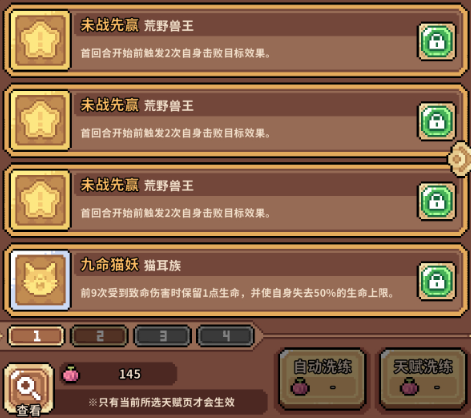 未战先赢 荒野兽王
首回合开始前触发2次自身击败目标效果。
未战先赢 荒野兽王
首回合开始前触发2次自身击败目标效果。
未战先赢 荒野兽王
首回合开始前触发2次自身击败目标效果。
九命猫妖 猫耳族
前9次受到致命伤害时保留1点生命，并使自身失去50%的生命上限。
1 2 3 4
145
自动洗练 天赋洗练
- -
查看
※只有当前所选天赋页才会生效